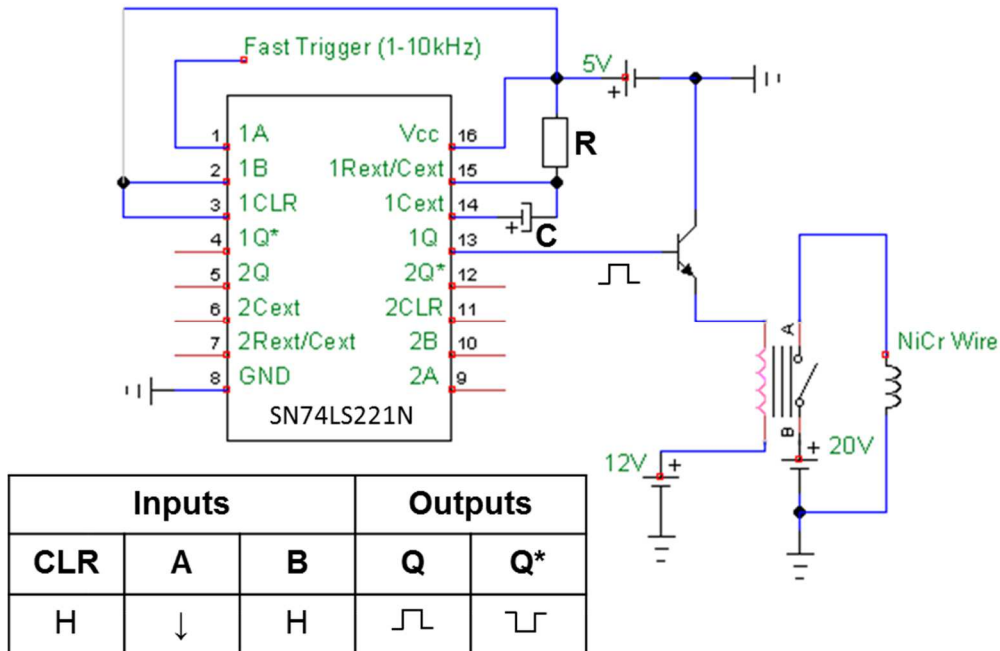 Fast Trigger (1-10kHz)
5V
+
1 1A Vcc 16
R
2 1B 1Rext/Cext 15
3 1CLR 1Cext 14
+ C
4 1Q* 1Q 13
5 2Q 2Q* 12
6 2Cext 2CLR 11
7 2Rext/Cext 2B 10
8 GND 2A 9
SN74LS221N
A
NiCr Wire
B
+ 20V
12V +
Inputs Outputs
CLR A B Q Q*
H ↓ H